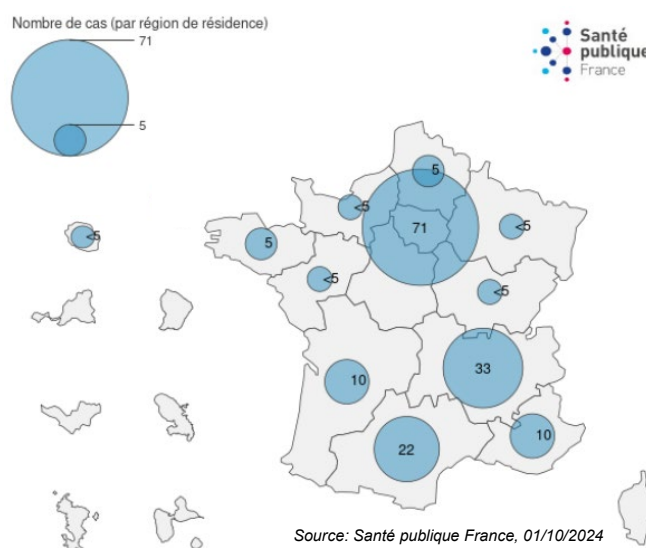 Nombre de cas (par région de résidence)
71
5
Santé
publique
France
5
<5
71
<5
<5
5
<5
<5
33
10
10
22
Source: Santé publique France, 01/10/2024